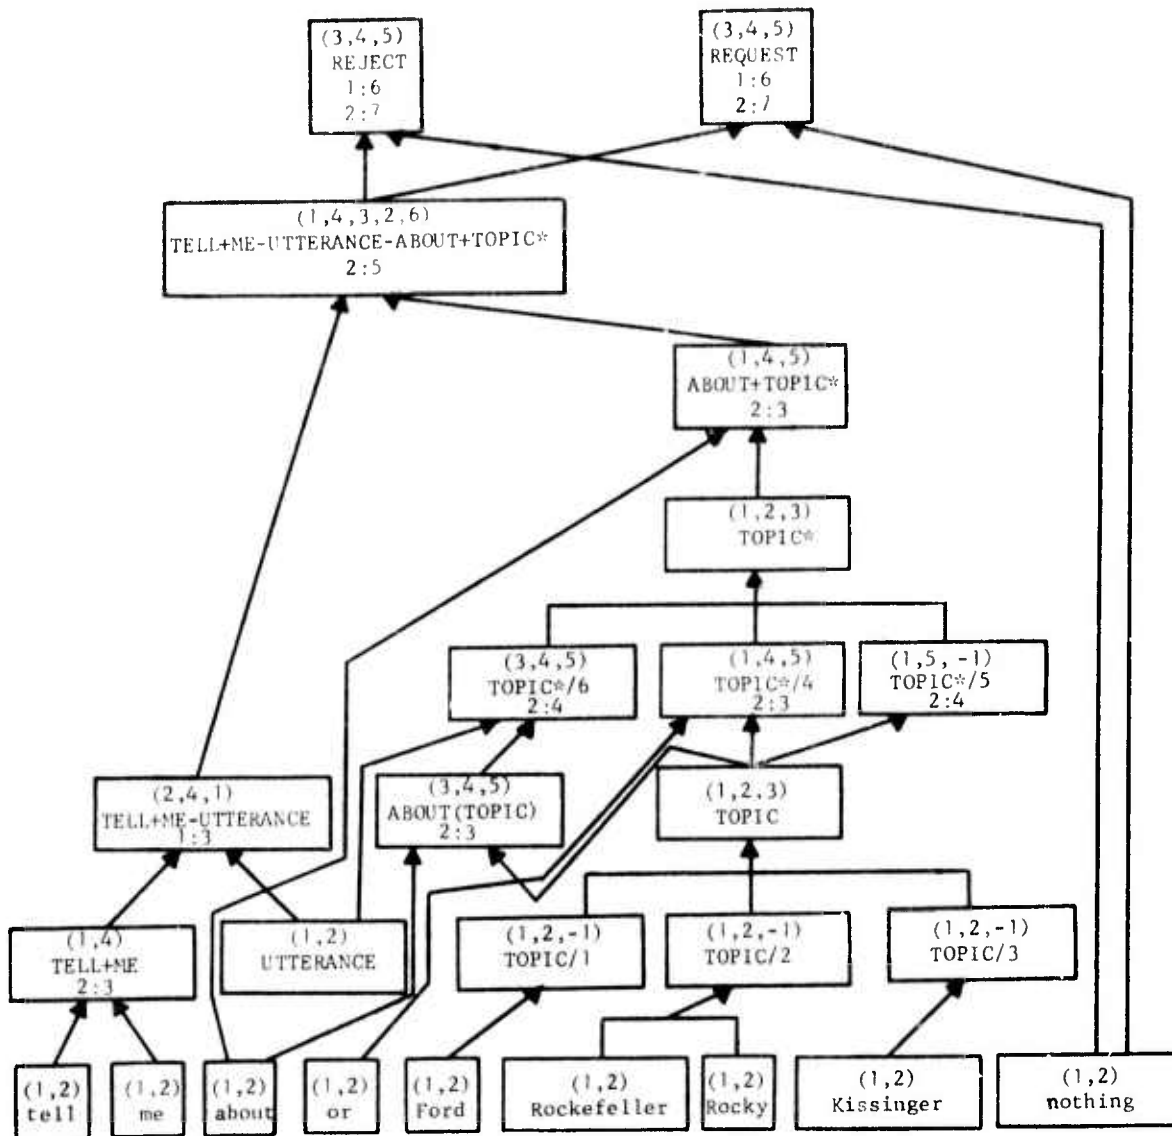 (3,4,5)
REJECT
1:6
2:7
(3,4,5)
REQUEST
1:6
2:7
(1,4,3,2,6)
TELL+ME-UTTERANCE-ABOUT+TOPIC*
2:5
(1,4,5)
ABOUT+TOPIC*
2:3
(1,2,3)
TOPIC*
(3,4,5)
TOPIC*/6
2:4
(1,4,5)
TOPIC*/4
2:3
(1,5,-1)
TOPIC*/5
2:4
(2,4,1)
TELL+ME-UTTERANCE
1:3
(3,4,5)
ABOUT(TOPIC)
2:3
(1,2,3)
TOPIC
(1,4)
TELL+ME
2:3
(1,2)
UTTERANCE
(1,2,-1)
TOPIC/1
(1,2,-1)
TOPIC/2
(1,2,-1)
TOPIC/3
(1,2)
tell
(1,2)
me
(1,2)
about
(1,2)
or
(1,2)
Ford
(1,2)
Rockefeller
(1,2)
Rocky
(1,2)
Kissinger
(1,2)
nothing